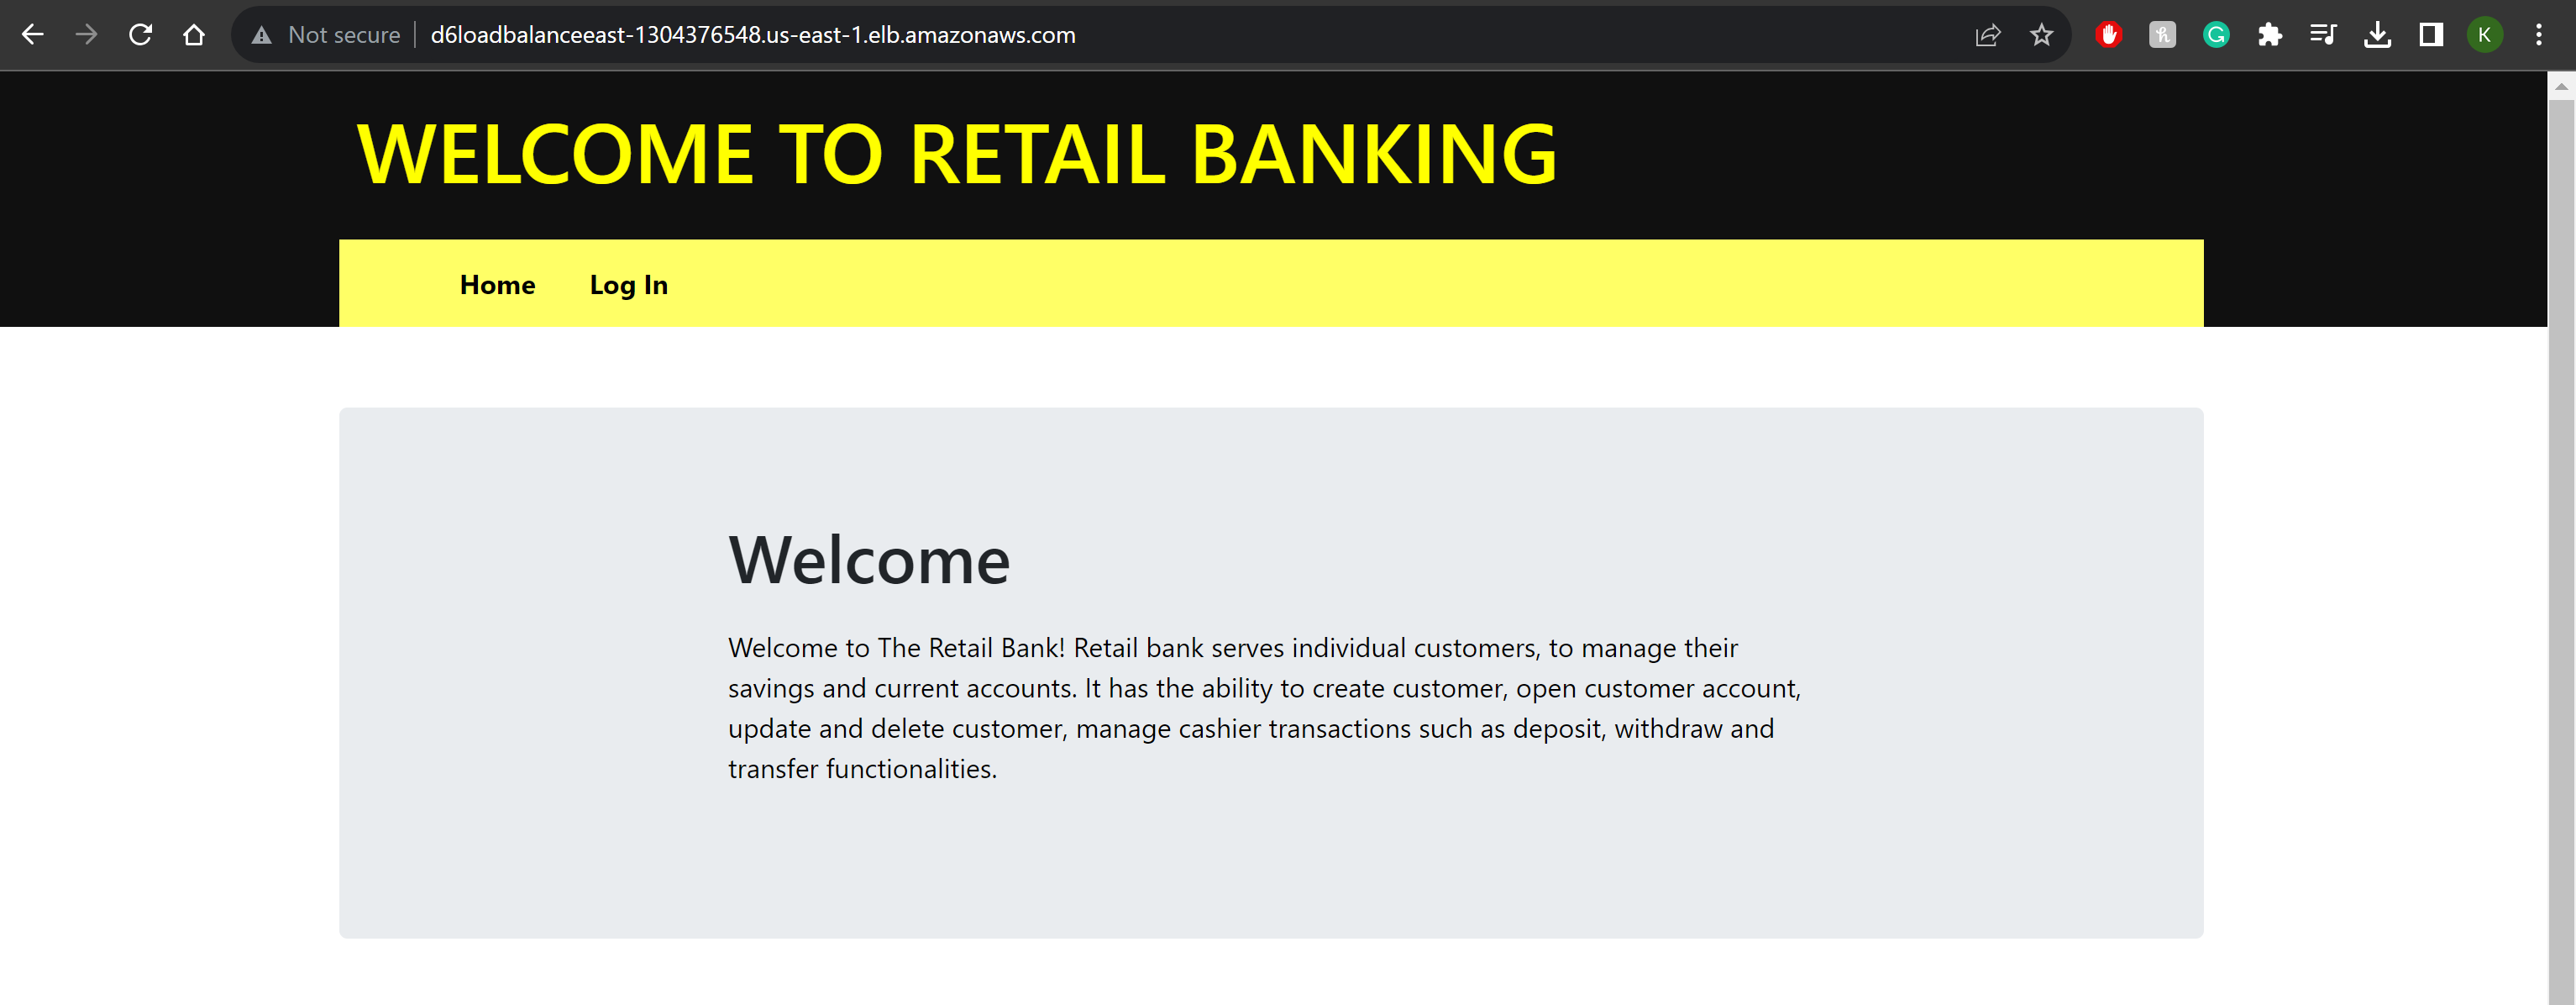 Not secure d6loadbalanceeast-1304376548.us-east-1.elb.amazonaws.com
K
WELCOME TO RETAIL BANKING
Home Log In
Welcome
Welcome to The Retail Bank! Retail bank serves individual customers, to manage their
savings and current accounts. It has the ability to create customer, open customer account,
update and delete customer, manage cashier transactions such as deposit, withdraw and
transfer functionalities.